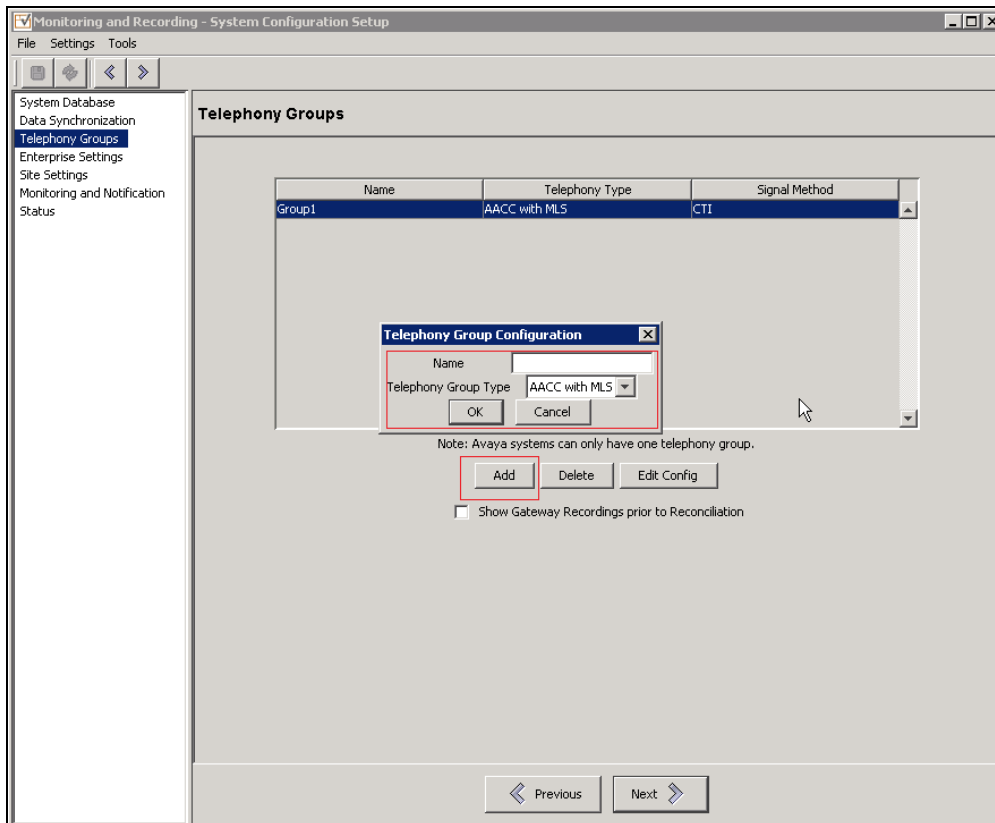 Monitoring and Recording - System Configuration Setup
File Settings Tools
System Database
Data Synchronization
Telephony Groups
Enterprise Settings
Site Settings
Monitoring and Notification
Status
Telephony Groups
Name Telephony Type Signal Method
Group1 AACC with MLS CTI
Telephony Group Configuration
Name
Telephony Group Type AACC with MLS
OK Cancel
Note: Avaya systems can only have one telephony group.
Add Delete Edit Config
Show Gateway Recordings prior to Reconciliation
Previous Next